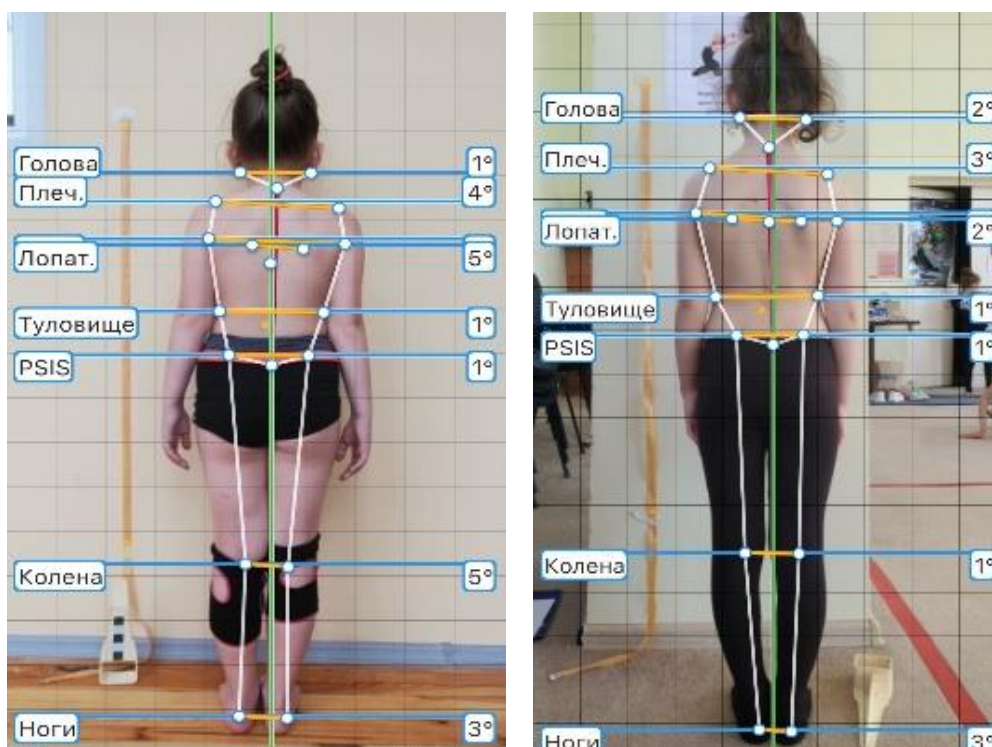 Голова 1°
Плеч. 4°
Лопат. 5°
Туловище 1°
PSIS 1°
Колена 5°
Ноги 3°
Голова 2°
Плеч. 3°
Лопат. 2°
Туловище 1°
PSIS 1°
Колена 1°
Ноги 3°